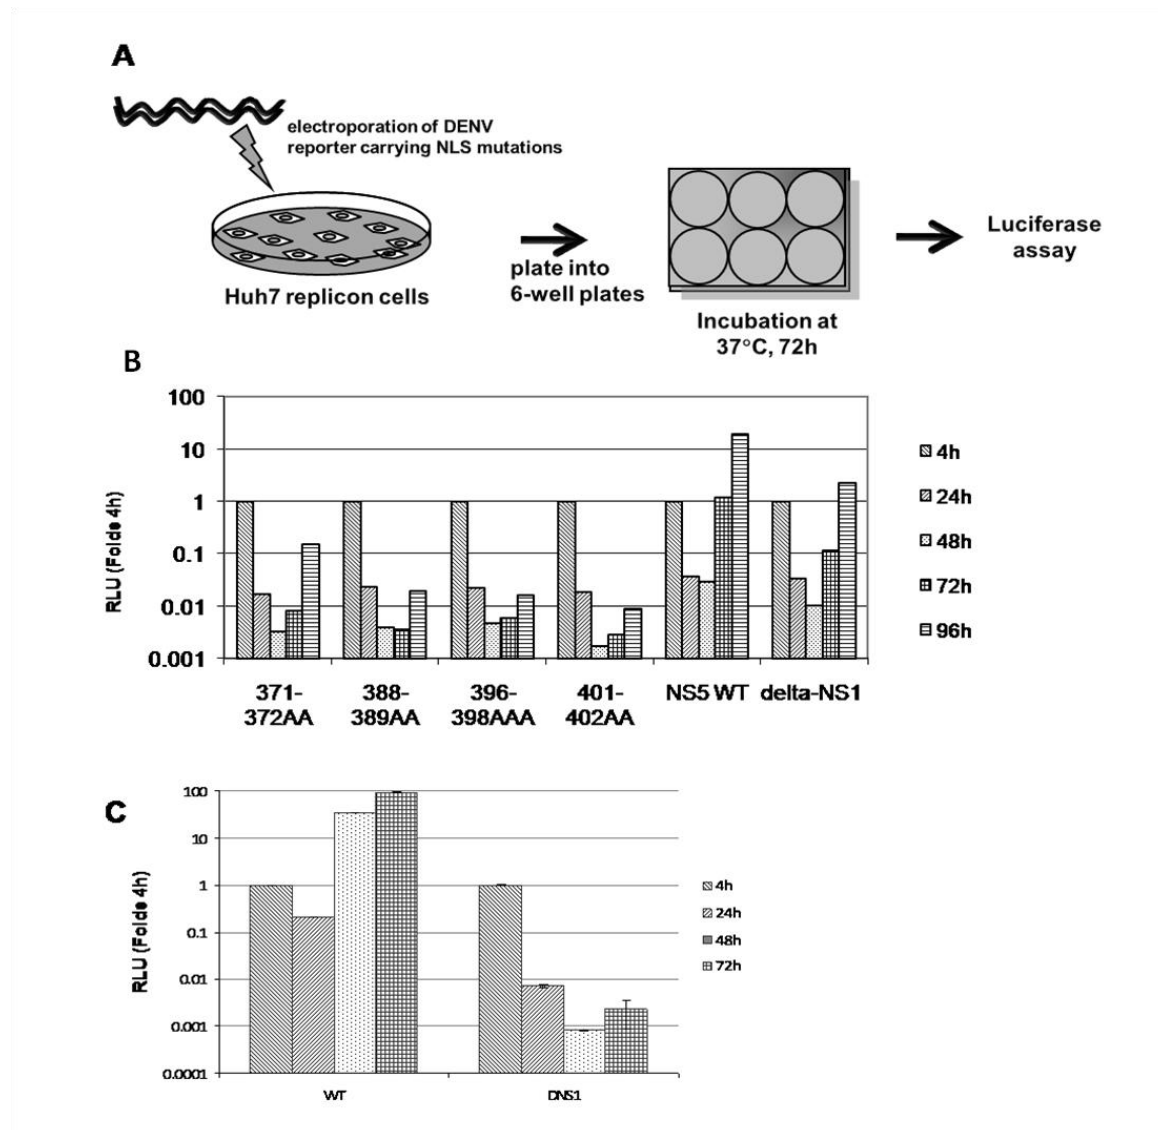 A
electroporation of DENV
reporter carrying NLS mutations
Huh7 replicon cells
plate into
6-well plates
Incubation at
37°C, 72h
Luciferase
assay
B
RLU (Folds 4h)
100
10
1
0.1
0.01
0.001
371-
372AA
388-
389AA
396-
398AAA
401-
402AA
NS5 WT
delta-NS1
4h
24h
48h
72h
96h
C
RLU (Folds 4h)
100
10
1
0.1
0.01
0.001
0.0001
WT
DNS1
4h
24h
48h
72h